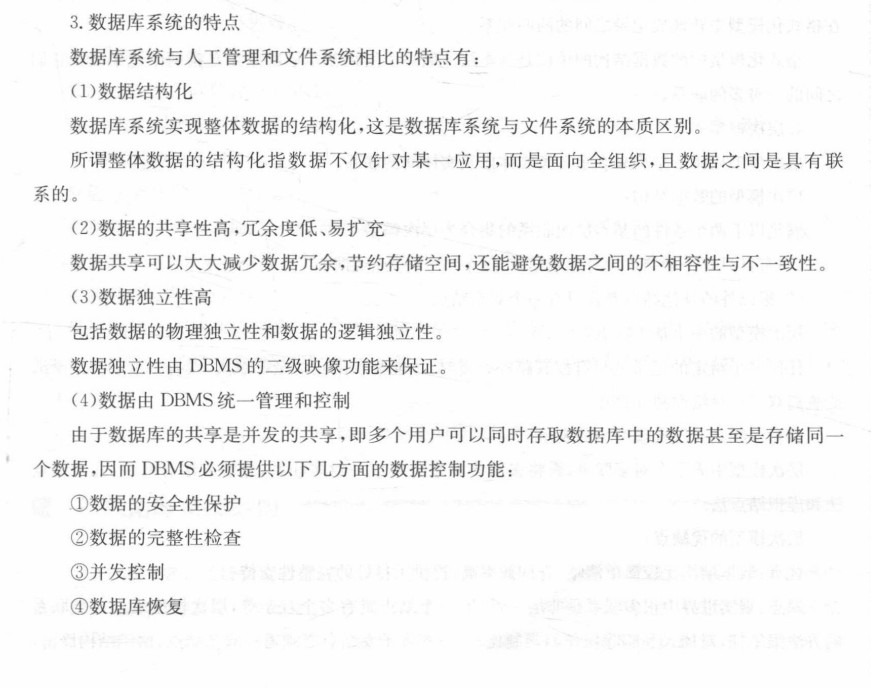 3. 数据库系统的特点
数据库系统与人工管理和文件系统相比的特点有:
(1)数据结构化
数据库系统实现整体数据的结构化,这是数据库系统与文件系统的本质区别。
所谓整体数据的结构化指数据不仅针对某一应用,而是面向全组织,且数据之间是具有联
系的。
(2)数据的共享性高,冗余度低、易扩充
数据共享可以大大减少数据冗余,节约存储空间,还能避免数据之间的不相容性与不一致性。
(3)数据独立性高
包括数据的物理独立性和数据的逻辑独立性。
数据独立性由 DBMS 的二级映像功能来保证。
(4)数据由 DBMS 统一管理和控制
由于数据库的共享是并发的共享,即多个用户可以同时存取数据库中的数据甚至是存储同一
个数据,因而 DBMS 必须提供以下几方面的数据控制功能:
①数据的安全性保护
②数据的完整性检查
③并发控制
④数据库恢复